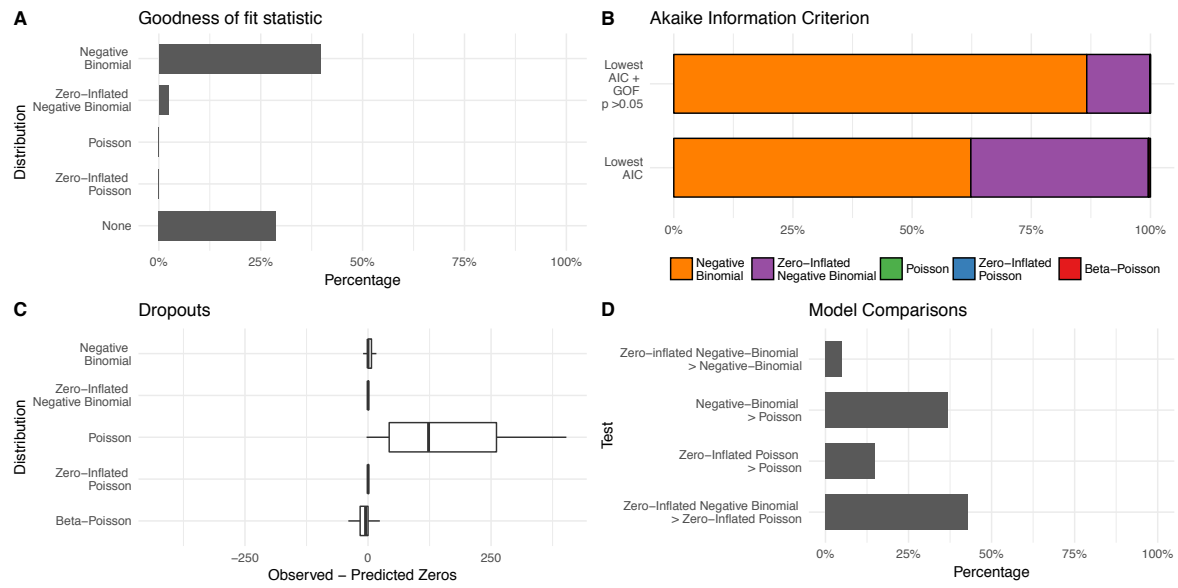 A
Goodness of fit statistic
Distribution
Negative
Binomial
Zero−Inflated
Negative Binomial
Poisson
Zero−Inflated
Poisson
None
0%
25%
50%
75%
100%
Percentage
B
Akaike Information Criterion
Lowest
AIC +
GOF
p >0.05
Lowest
AIC
0%
25%
50%
75%
100%
Negative
Binomial
Zero−Inflated
Negative Binomial
Poisson
Zero−Inflated
Poisson
Beta−Poisson
C
Dropouts
Distribution
Negative
Binomial
Zero−Inflated
Negative Binomial
Poisson
Zero−Inflated
Poisson
Beta−Poisson
−250
0
250
Observed − Predicted Zeros
D
Model Comparisons
Test
Zero−inflated Negative−Binomial
> Negative−Binomial
Negative−Binomial
> Poisson
Zero−Inflated Poisson
> Poisson
Zero−Inflated Negative Binomial
> Zero−Inflated Poisson
0%
25%
50%
75%
100%
Percentage